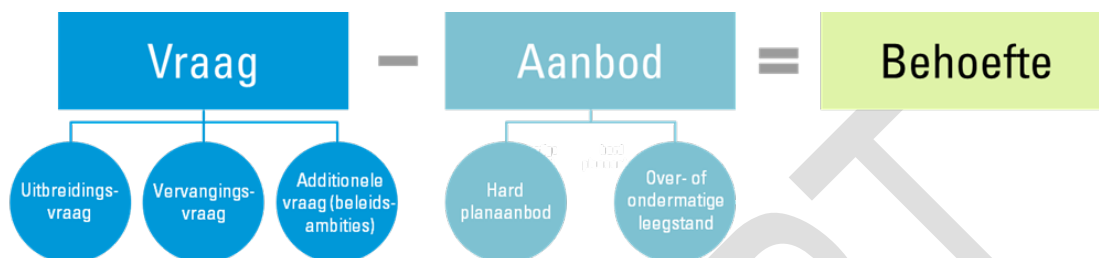 Vraag - Aanbod = Behoefte
Uitbreidings-
vraag
Vervangings-
vraag
Additionele
vraag (beleids-
ambities)
Hard
planaanbod
Over- of
ondermatige
leegstand